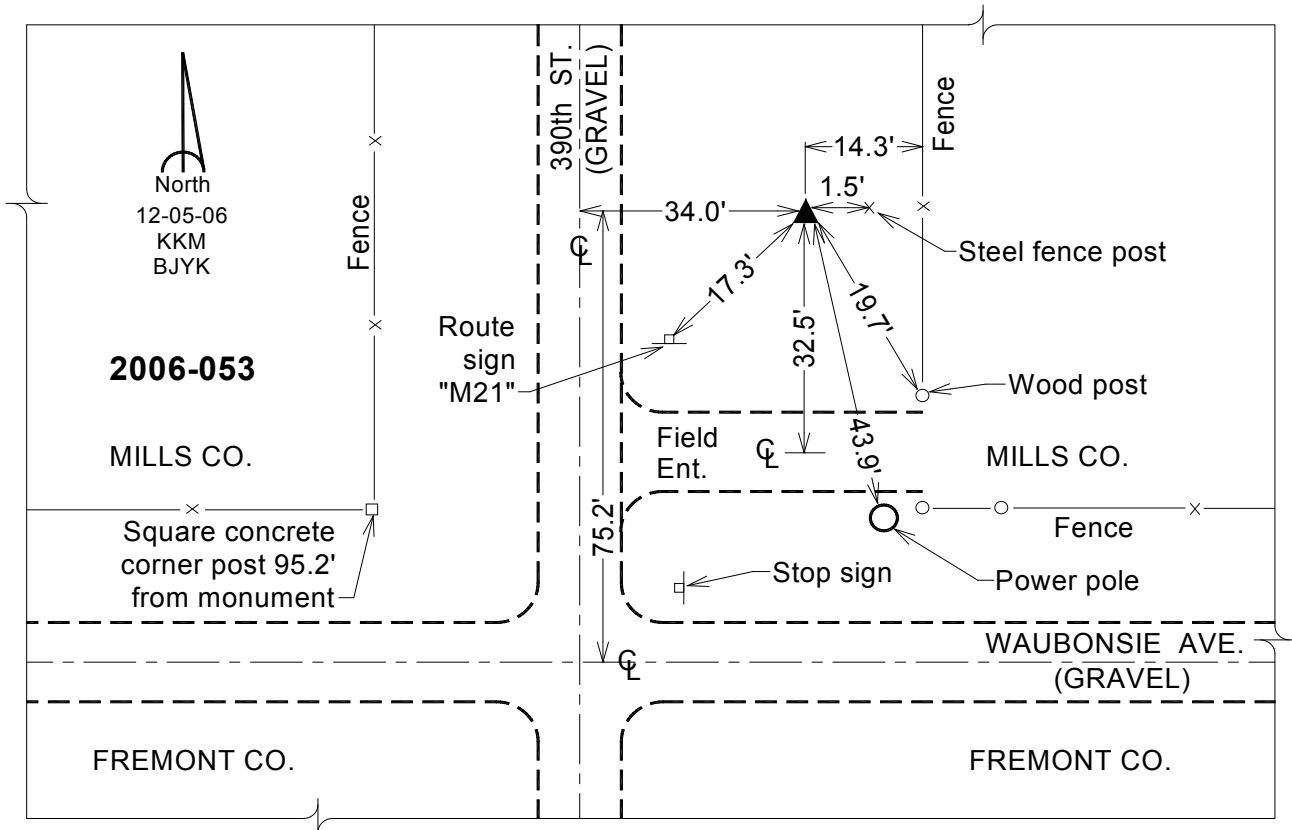 North
12-05-06
KKM
BJYK
2006-053
Fence
390th ST.
(GRAVEL)
Fence
14.3'
1.5'
34.0'
Steel fence post
℄
17.3'
32.5'
19.7'
43.9'
75.2'
Route
sign
"M21"
Wood post
MILLS CO.
Field
Ent.
℄
MILLS CO.
Square concrete
corner post 95.2'
from monument
Fence
Stop sign
Power pole
WAUBONSIE AVE.
(GRAVEL)
℄
FREMONT CO.
FREMONT CO.